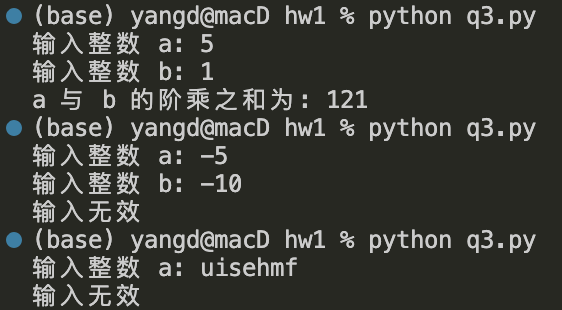 (base) yangd@macD hw1 % python q3.py
输入整数 a: 5
输入整数 b: 1
a 与 b 的阶乘之和为: 121
(base) yangd@macD hw1 % python q3.py
输入整数 a: -5
输入整数 b: -10
输入无效
(base) yangd@macD hw1 % python q3.py
输入整数 a: uisehmf
输入无效